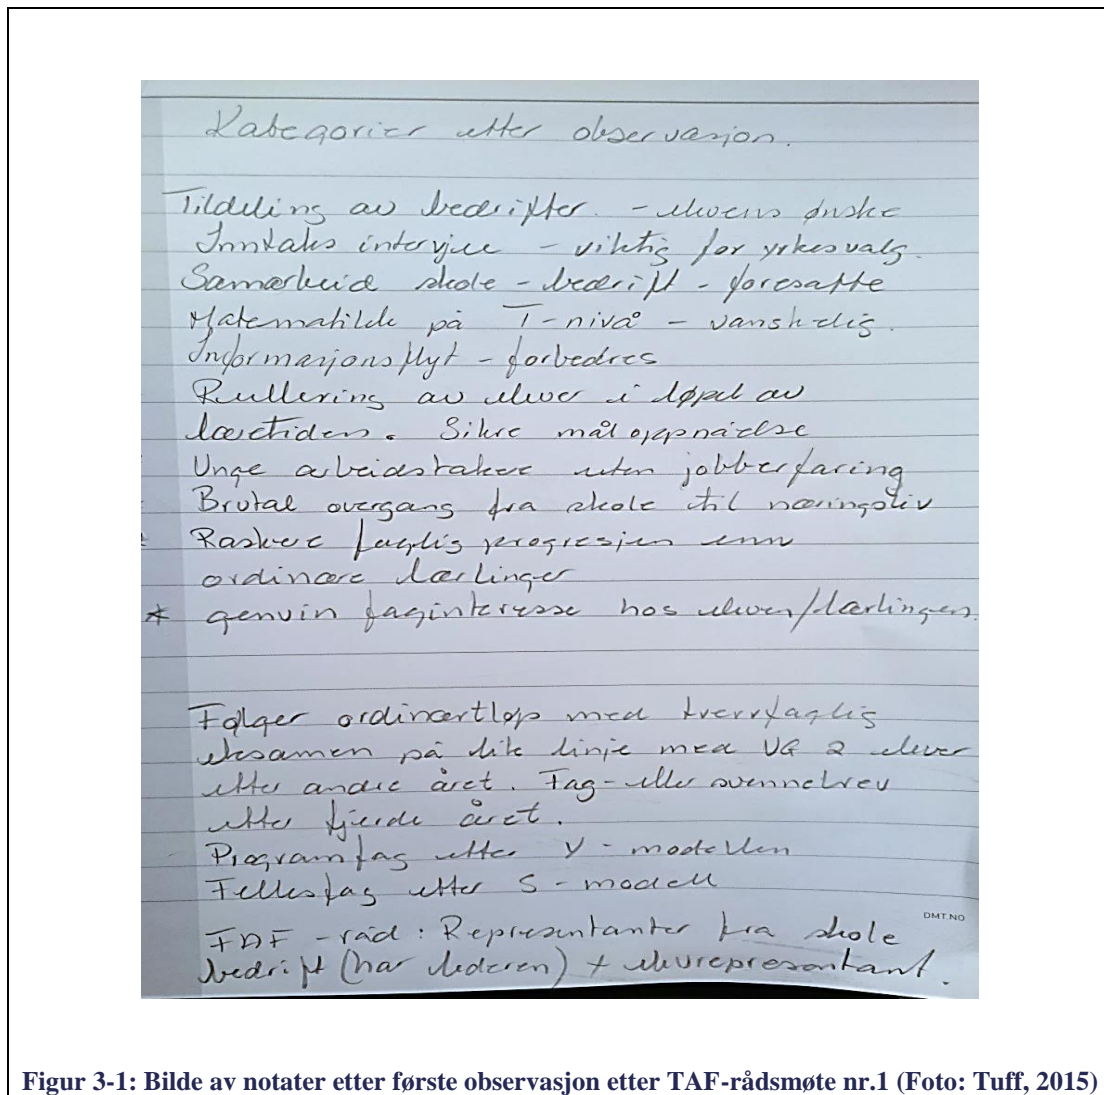 Kategorier etter observasjon.
Tildeling av bedrifter. - elevens ønske
Inntaks intervjue - viktig for yrkesvalg.
Samarbeid skole - bedrift - foresatte
Matematikk på T-nivå - vanskelig.
Informasjonsflyt - forbedres
Rullering av elever i løpet av
læretiden. Sikre måloppnåelse
Unge arbeidstakere uten jobberfaring
Brutal overgang fra skole til næringsliv
Raskere faglig progresjon enn
ordinære lærlinger
* genuin faginteresse hos eleven/lærlingen.
Følger ordinært løp med tverrfaglig
eksamen på lik linje med VG 2 elever
etter andre året. Fag- eller svennebrev
etter fjerde året.
Programfag etter Y - modellen
Fellesfag etter S - modell
DMT.NO
TAF - råd: Representanter fra skole
bedrift (har lederen) + elevrepresentant.
Figur 3-1: Bilde av notater etter første observasjon etter TAF-rådsmøte nr.1 (Foto: Tuff, 2015)